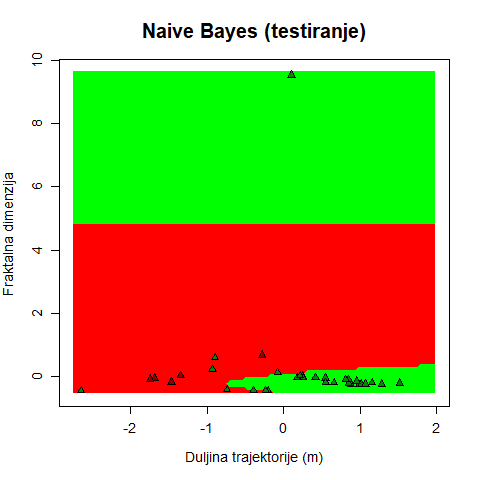 Naive Bayes (testiranje)
Fraktalna dimenzija
10
8
6
4
2
0
-2 -1 0 1 2
Duljina trajektorije (m)